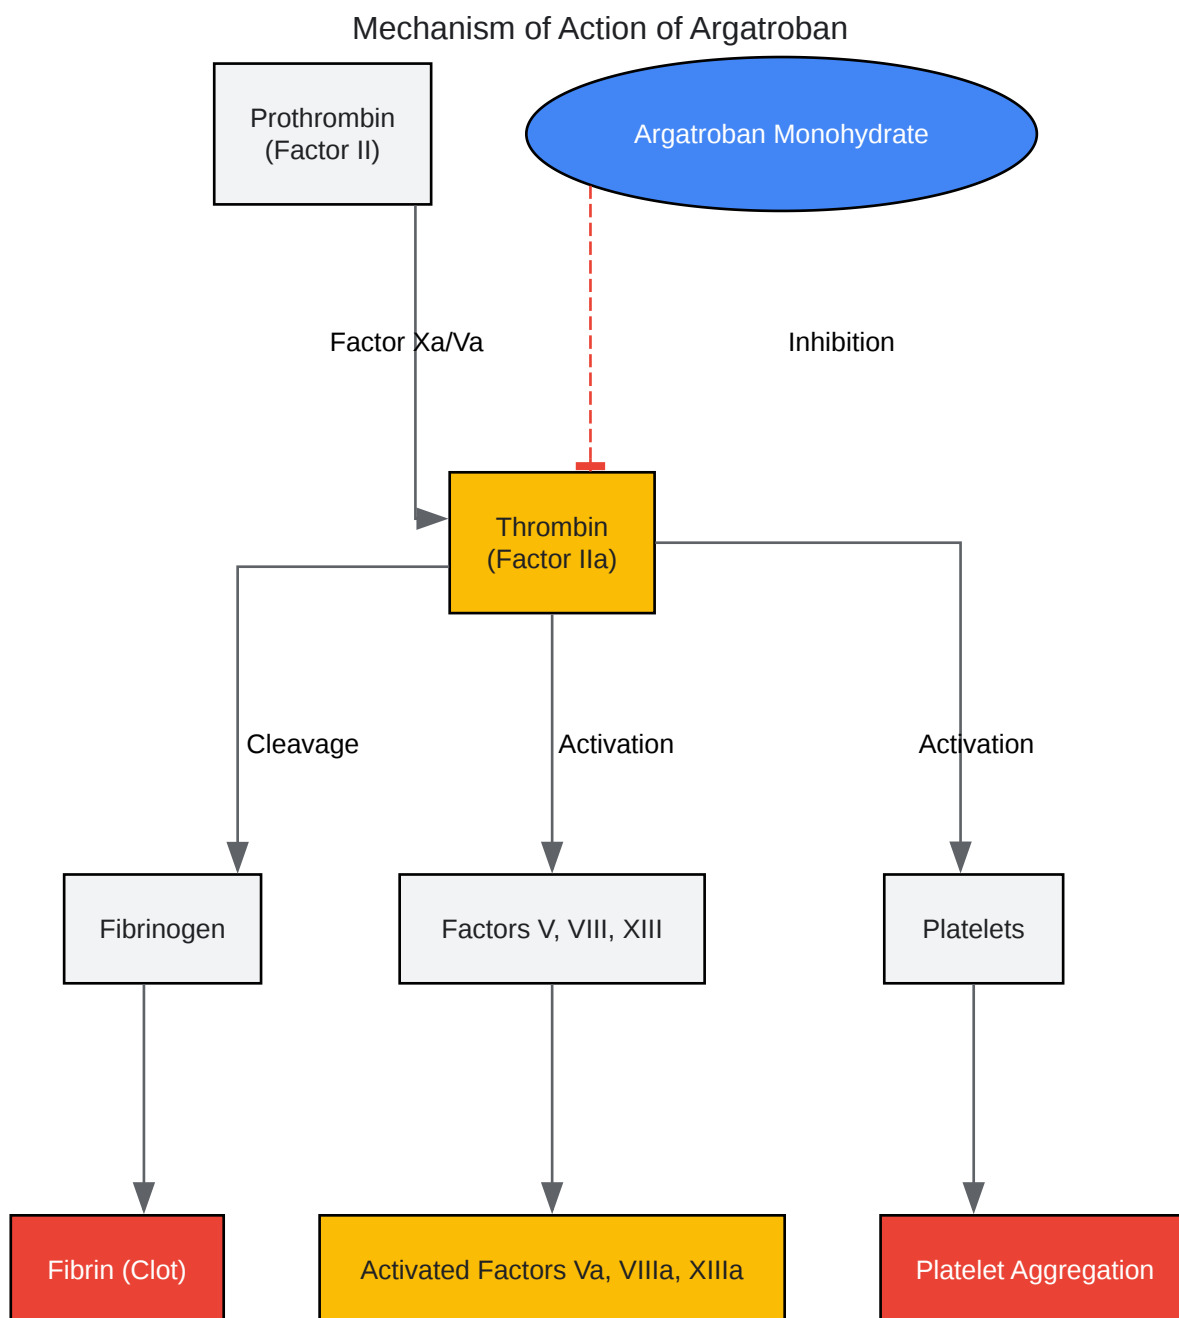 Mechanism of Action of Argatroban
Prothrombin
(Factor II)
Argatroban Monohydrate
Factor Xa/Va
Inhibition
Thrombin
(Factor IIa)
Cleavage
Activation
Activation
Fibrinogen
Factors V, VIII, XIII
Platelets
Fibrin (Clot)
Activated Factors Va, VIIIa, XIIIa
Platelet Aggregation